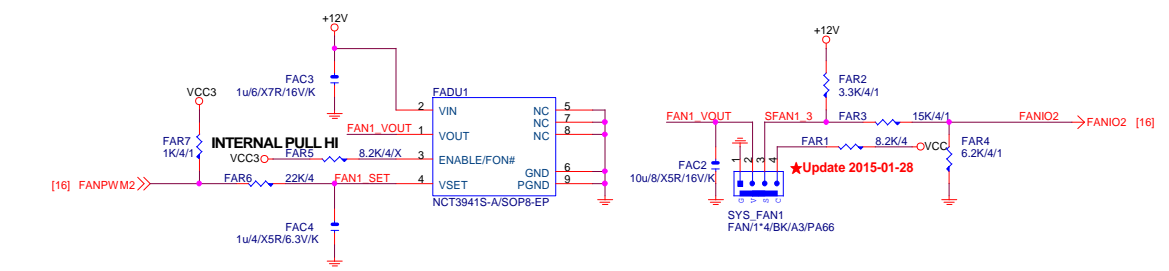 +12V
FAC3
1u/6/X7R/16V/K
VCC3
FAR7
1K/4/1
INTERNAL PULL HI
VCC3
FAR5
8.2K/4/X
FAN1_VOUT
[16] FANPWM2
FAR6
22K/4
FAN1_SET
FAC4
1u/4/X5R/6.3V/K
FADU1
2
VIN
1
VOUT
3
ENABLE/FON#
4
VSET
NC
5
NC
7
NC
8
GND
6
PGND
9
NCT3941S-A/SOP8-EP
+12V
FAR2
3.3K/4/1
FAN1_VOUT
SFAN1_3
FAR3
15K/4/1
FANIO2
FANIO2 [16]
FAR1
8.2K/4
VCC
FAR4
6.2K/4/1
FAC2
10u/8/X5R/16V/K
1
2
3
4
G
V
S
C
★Update 2015-01-28
SYS_FAN1
FAN/1*4/BK/A3/PA66